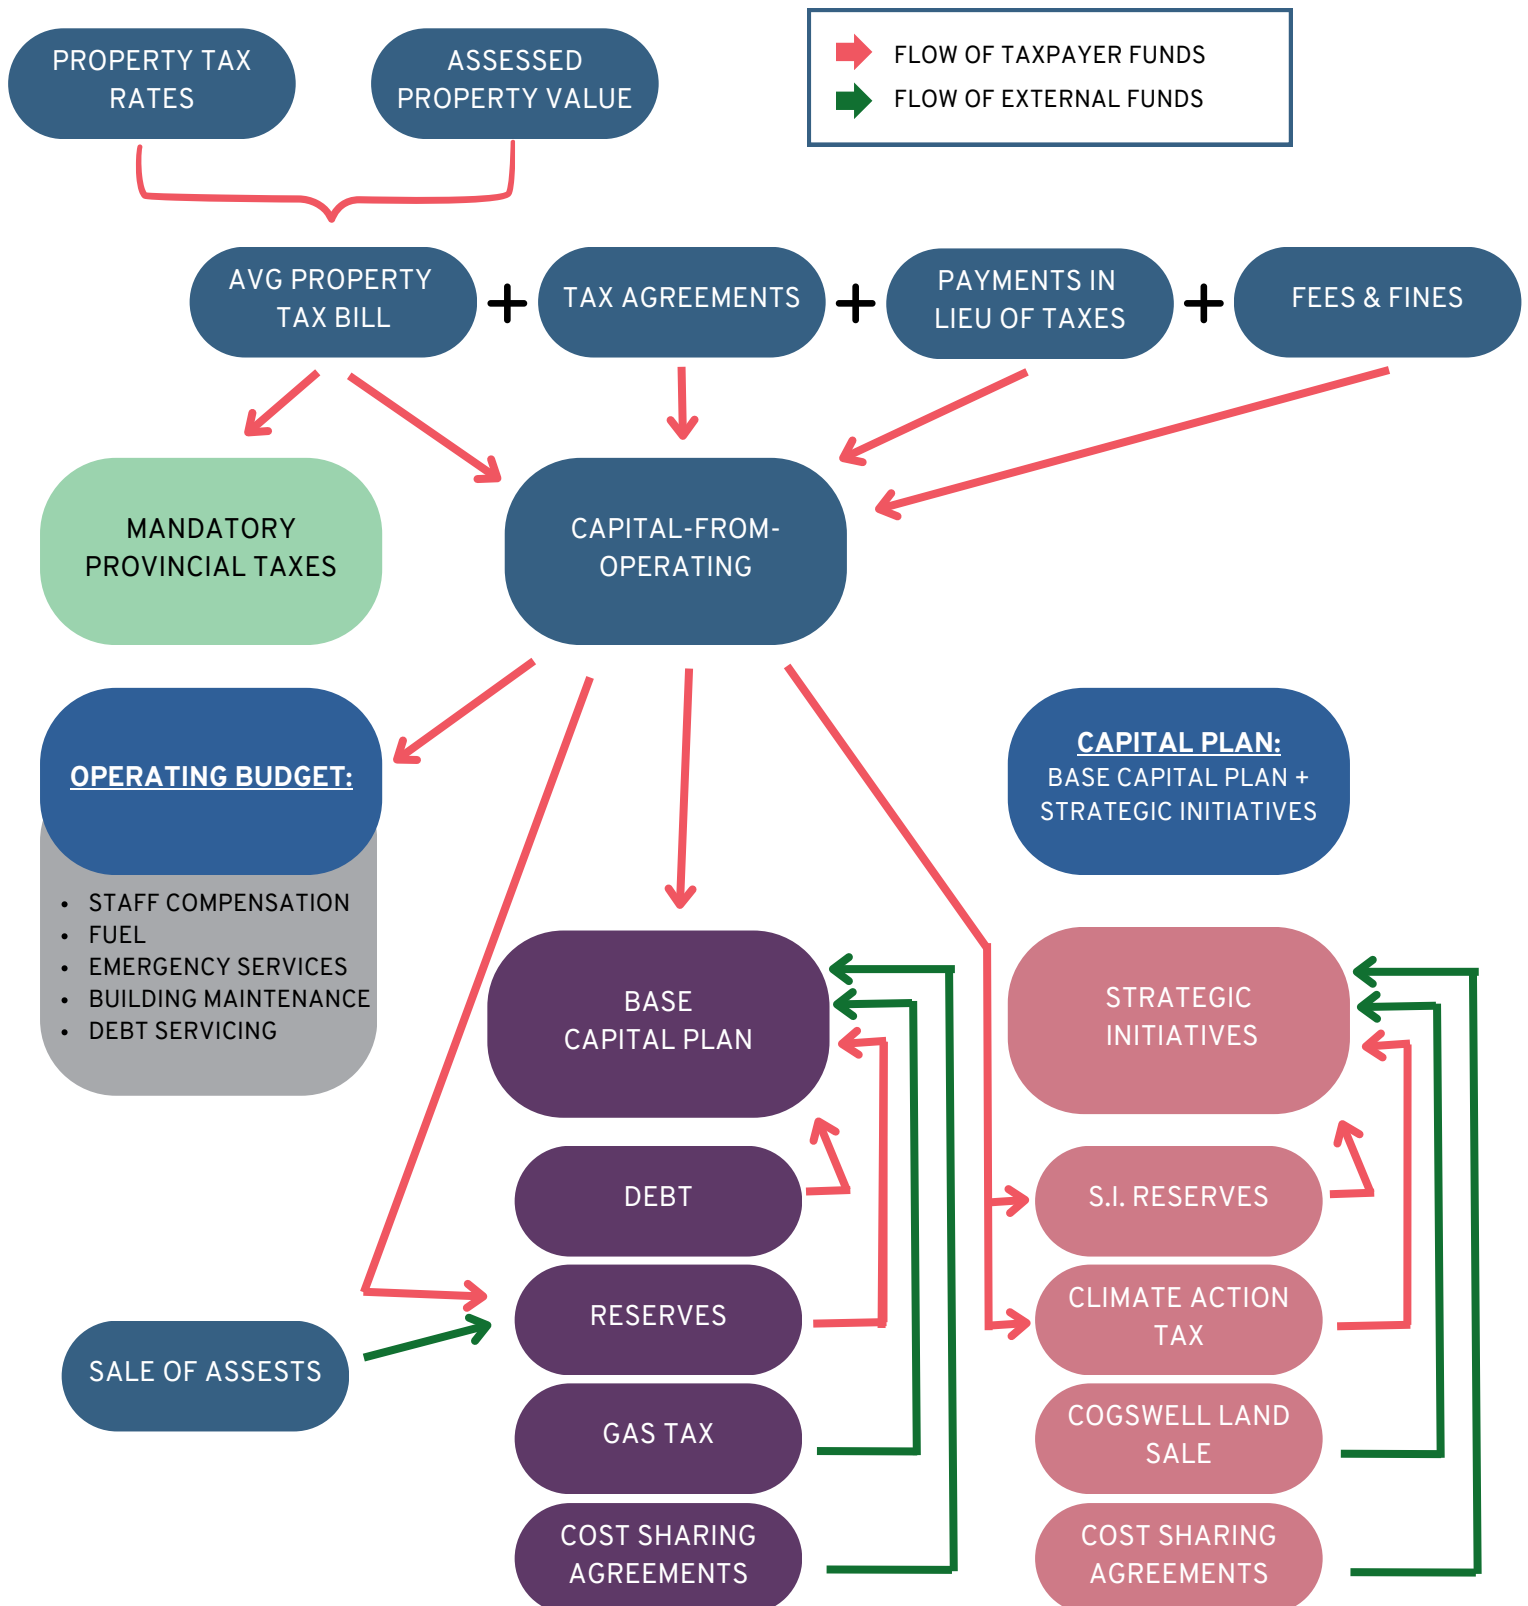 PROPERTY TAX
RATES
ASSESSED
PROPERTY VALUE
FLOW OF TAXPAYER FUNDS
FLOW OF EXTERNAL FUNDS
AVG PROPERTY
TAX BILL
+
TAX AGREEMENTS
+
PAYMENTS IN
LIEU OF TAXES
+
FEES & FINES
MANDATORY
PROVINCIAL TAXES
CAPITAL-FROM-
OPERATING
OPERATING BUDGET:
• STAFF COMPENSATION
• FUEL
• EMERGENCY SERVICES
• BUILDING MAINTENANCE
• DEBT SERVICING
CAPITAL PLAN:
BASE CAPITAL PLAN +
STRATEGIC INITIATIVES
BASE
CAPITAL PLAN
DEBT
RESERVES
GAS TAX
COST SHARING
AGREEMENTS
STRATEGIC
INITIATIVES
S.I. RESERVES
CLIMATE ACTION
TAX
COGSWELL LAND
SALE
COST SHARING
AGREEMENTS
SALE OF ASSESTS